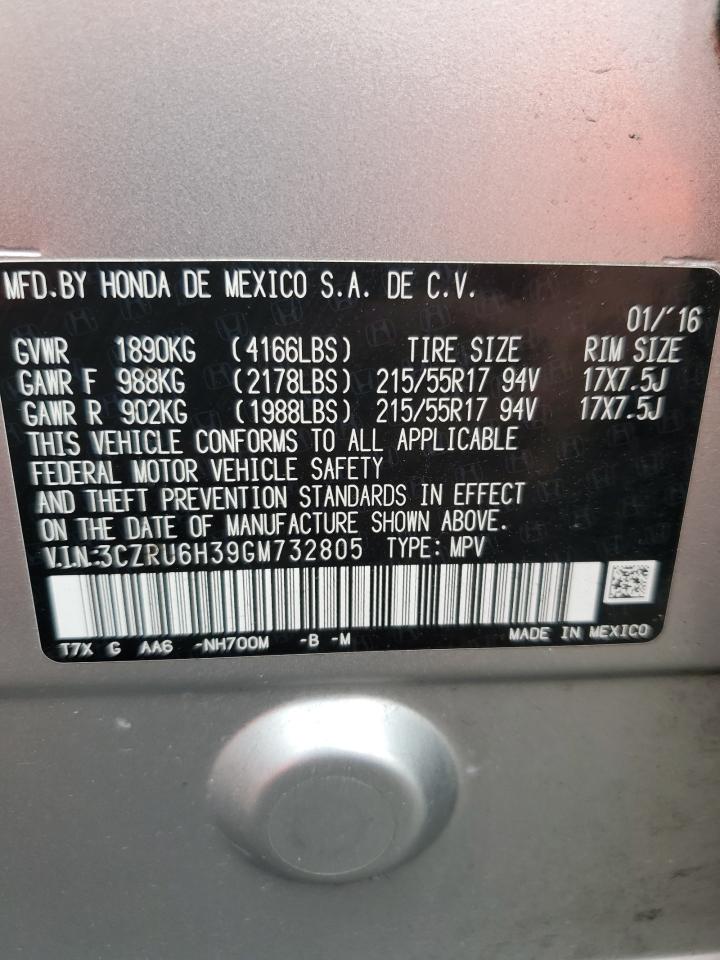 MFD.BY HONDA DE MEXICO S.A. DE C.V.
01/'16
GVWR 1890KG (4166LBS) TIRE SIZE RIM SIZE
GAWR F 988KG (2178LBS) 215/55R17 94V 17X7.5J
GAWR R 902KG (1988LBS) 215/55R17 94V 17X7.5J
THIS VEHICLE CONFORMS TO ALL APPLICABLE
FEDERAL MOTOR VEHICLE SAFETY
AND THEFT PREVENTION STANDARDS IN EFFECT
ON THE DATE OF MANUFACTURE SHOWN ABOVE.
V.I.N:3CZRU6H39GM732805 TYPE: MPV
T7X G AA6 -NH700M -B -M MADE IN MEXICO